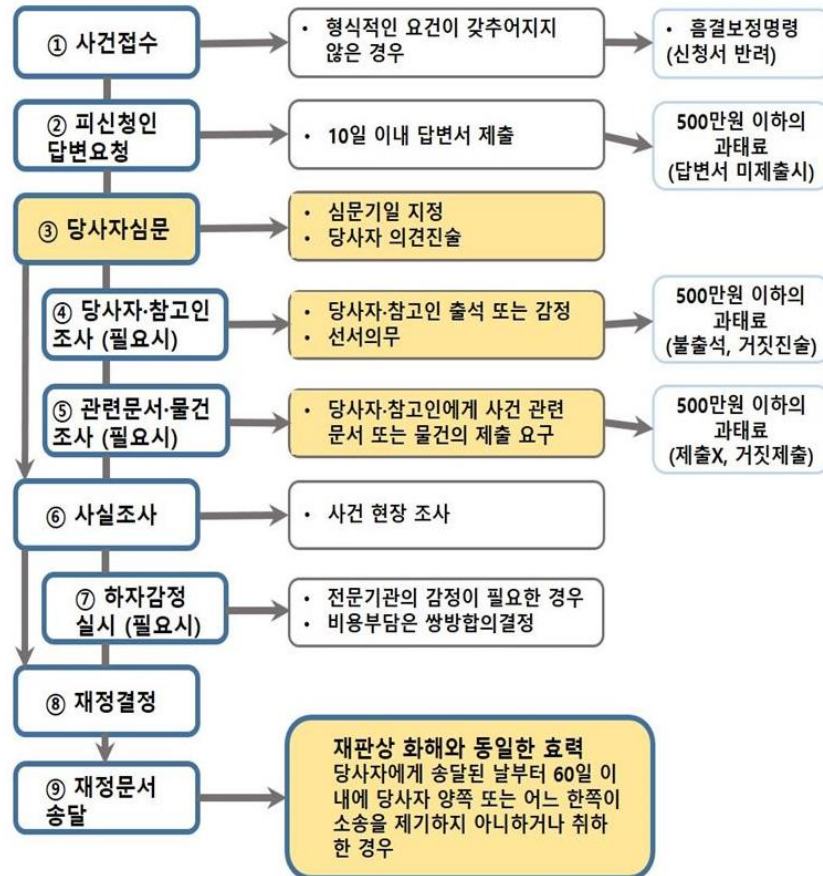 ① 사건접수
• 형식적인 요건이 갖추어지지
않은 경우
• 흠결보정명령
(신청서 반려)
② 피신청인
답변요청
• 10일 이내 답변서 제출
500만원 이하의
과태료
(답변서 미제출시)
③ 당사자심문
• 심문기일 지정
• 당사자 의견진술
④ 당사자·참고인
조사 (필요시)
• 당사자·참고인 출석 또는 감정
• 선서의무
500만원 이하의
과태료
(불출석, 거짓진술)
⑤ 관련문서·물건
조사 (필요시)
• 당사자·참고인에게 사건 관련
문서 또는 물건의 제출 요구
500만원 이하의
과태료
(제출X, 거짓제출)
⑥ 사실조사
• 사건 현장 조사
⑦ 하자감정
실시 (필요시)
• 전문기관의 감정이 필요한 경우
• 비용부담은 쌍방합의결정
⑧ 재정결정
⑨ 재정문서
송달
재판상 화해와 동일한 효력
당사자에게 송달된 날부터 60일 이
내에 당사자 양쪽 또는 어느 한쪽이
소송을 제기하지 아니하거나 취하
한 경우